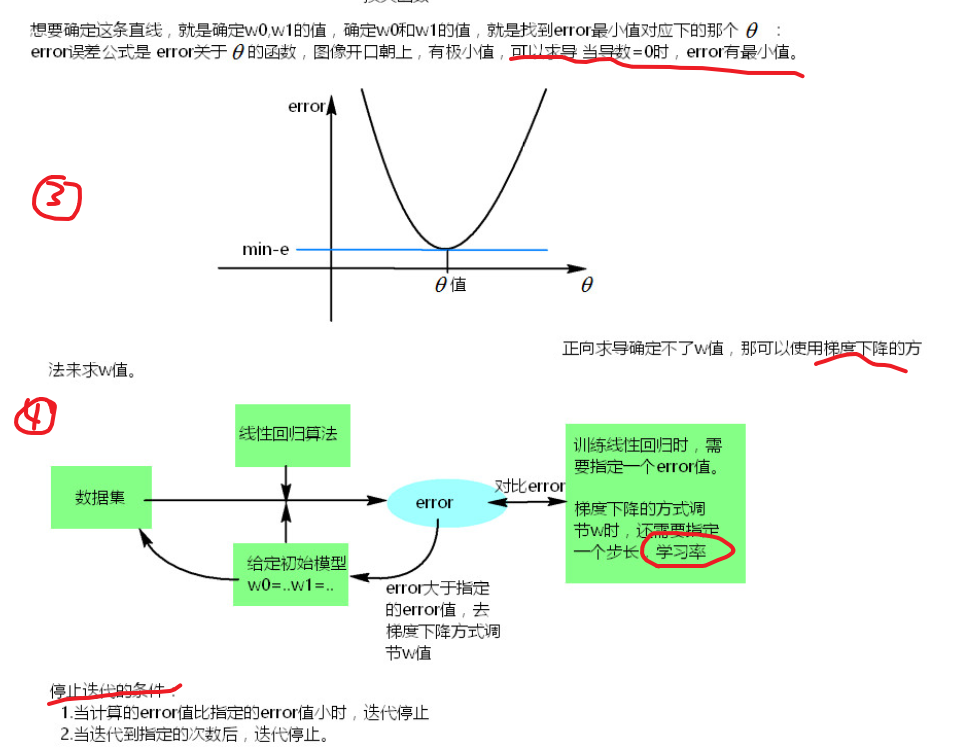 想要确定这条直线，就是确定w0,w1的值，确定w0和w1的值，就是找到error最小值对应下的那个 θ ：
error误差公式是 error关于 θ 的函数，图像开口朝上，有极小值，可以求导 当导数=0时，error有最小值。
error
③
min-e
θ 值
θ
正向求导确定不了w值，那可以使用梯度下降的方
法来求w值。
④
线性回归算法
数据集
error
对比error
训练线性回归时，需
要指定一个error值。
梯度下降的方式调
节w时，还需要指定
一个步长，学习率
给定初始模型
w0=..w1=..
error大于指定
的error值，去
梯度下降方式调
节w值
停止迭代的条件：
1.当计算的error值比指定的error值小时，迭代停止
2.当迭代到指定的次数后，迭代停止。